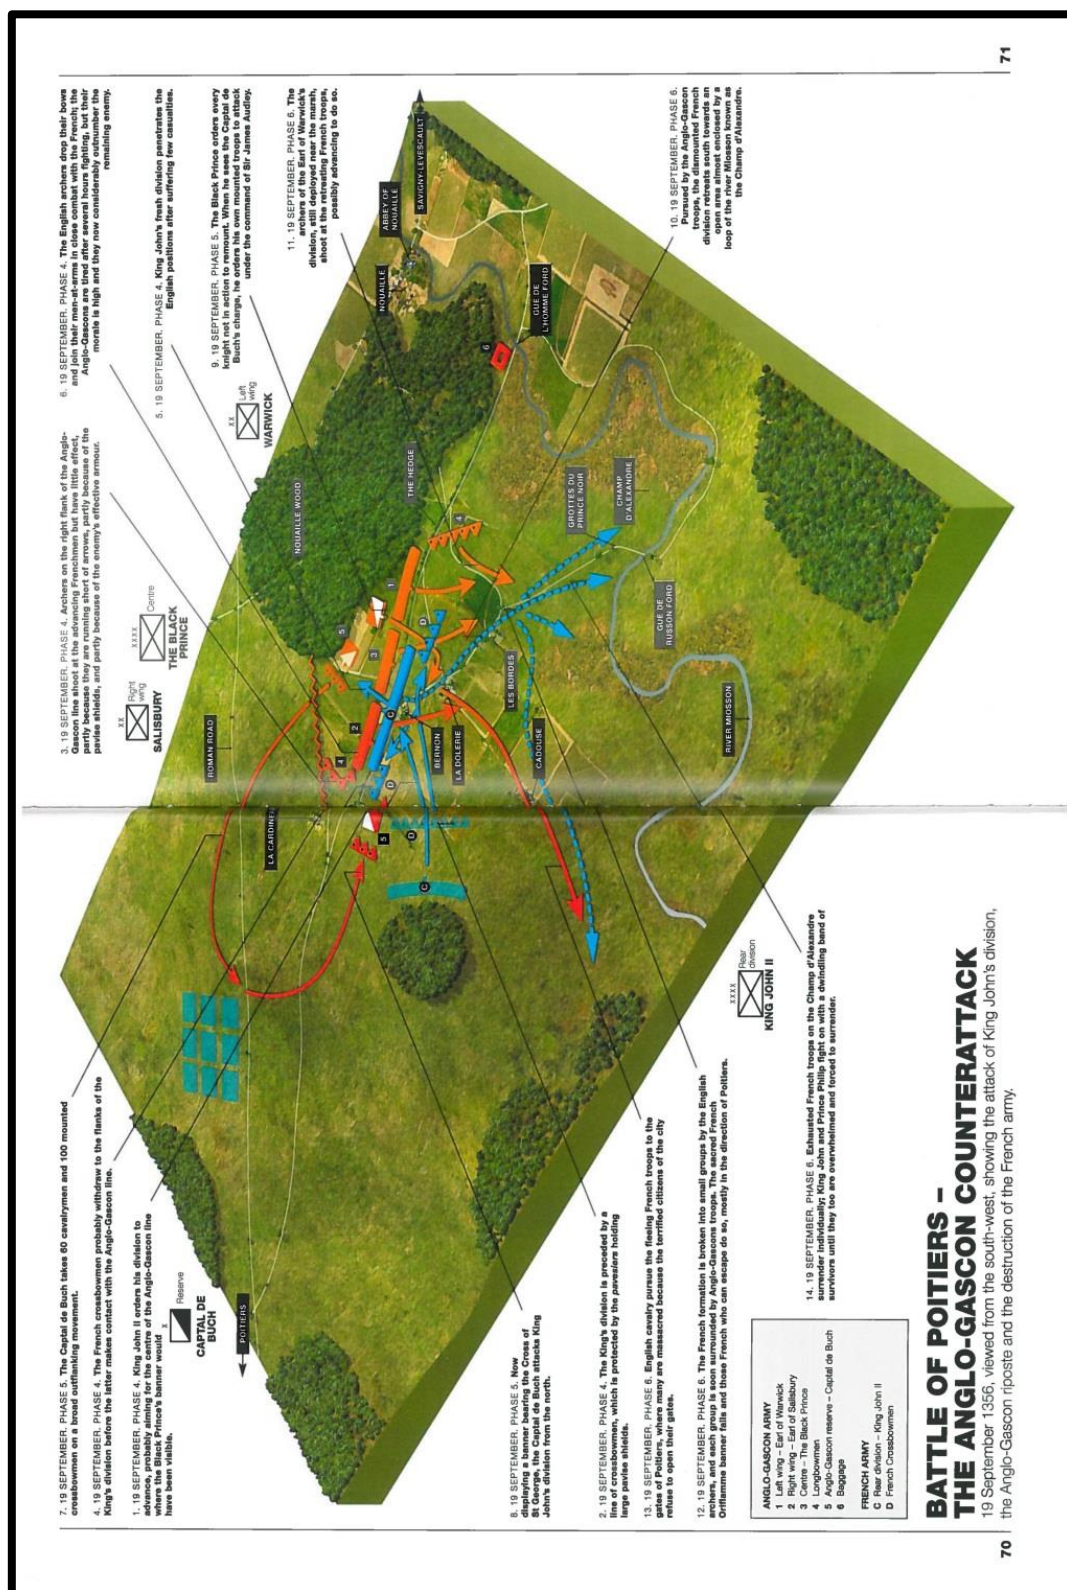 71
6. 19 SEPTEMBER. PHASE 4. The English archers drop their bows
and join their men-at-arms in close combat with the French; the
Anglo-Gascons are tired after several hours fighting, but their
morale is high and they now considerably outnumber the
remaining enemy.
5. 19 SEPTEMBER. PHASE 4. King John's fresh division penetrates the
English positions after suffering few casualties.
9. 19 SEPTEMBER. PHASE 5. The Black Prince orders every
knight not in action to remount. When he sees the Captal de
Buch's charge, he orders his own mounted troops to attack
under the command of Sir James Audley.
11. 19 SEPTEMBER. PHASE 6. The
archers of the Earl of Warwick's
division, still deployed near the marsh,
shoot at the retreating French troops,
possibly advancing to do so.
10. 19 SEPTEMBER. PHASE 6.
Pursued by the Anglo-Gascon
troops, the dismounted French
division retreats south towards an
open area almost enclosed by a
loop of the river Miosson known as
the Champ d'Alexandre.
3. 19 SEPTEMBER. PHASE 4. Archers on the right flank of the Anglo-
Gascon line shoot at the advancing Frenchmen but have little effect,
partly because they are running short of arrows, partly because of the
pavise shields, and partly because of the enemy's effective armour.
XX
Right
wing
SALISBURY
XXXX
Centre
THE BLACK
PRINCE
XX
Left
wing
WARWICK
ROMAN ROAD
NOUAILLE WOOD
THE HEDGE
NOUAILLE
ABBEY OF
NOUAILLE
SAVIGNY-LEVESCAULT
GUE DE
L'HOMME FORD
6
GROTTES DU
PRINCE NOIR
CHAMP
D'ALEXANDRE
GUE DE
RUSSON FORD
RIVER MIOSSON
LES BORDES
CADOUSE
LA DOLERIE
BERNON
1
2
3
4
4
4
5
5
C
C
D
D
D
D
POITIERS
7. 19 SEPTEMBER. PHASE 5. The Captal de Buch takes 60 cavalrymen and 100 mounted
crossbowmen on a broad outflanking movement.
4. 19 SEPTEMBER. PHASE 4. The French crossbowmen probably withdraw to the flanks of the
King's division before the latter makes contact with the Anglo-Gascon line.
1. 19 SEPTEMBER. PHASE 4. King John II orders his division to
advance, probably aiming for the centre of the Anglo-Gascon line
where the Black Prince's banner would
have been visible.
X
Reserve
CAPTAL DE
BUCH
8. 19 SEPTEMBER. PHASE 5. Now
displaying a banner bearing the Cross of
St George, the Captal de Buch attacks King
John's division from the north.
2. 19 SEPTEMBER. PHASE 4. The King's division is preceded by a
line of crossbowmen, which is protected by the pavesiers holding
large pavise shields.
13. 19 SEPTEMBER. PHASE 6. English cavalry pursue the fleeing French troops to the
gates of Poitiers, where many are massacred because the terrified citizens of the city
refuse to open their gates.
12. 19 SEPTEMBER. PHASE 6. The French formation is broken into small groups by the English
archers, and each group is soon surrounded by Anglo-Gascons troops. The sacred French
Oriflamme banner falls and those French who can escape do so, mostly in the direction of Poitiers.
XXXX
Rear
division
KING JOHN II
14. 19 SEPTEMBER. PHASE 6. Exhausted French troops on the Champ d'Alexandre
surrender individually; King John and Prince Philip fight on with a dwindling band of
survivors until they too are overwhelmed and forced to surrender.
ANGLO-GASCON ARMY
1 Left wing – Earl of Warwick
2 Right wing – Earl of Salisbury
3 Centre – The Black Prince
4 Longbowmen
5 Anglo-Gascon reserve – Captal de Buch
6 Baggage
FRENCH ARMY
C Rear division – King John II
D French Crossbowmen
BATTLE OF POITIERS –
THE ANGLO-GASCON COUNTERATTACK
19 September 1356, viewed from the south-west, showing the attack of King John's division,
the Anglo-Gascon riposte and the destruction of the French army.
70